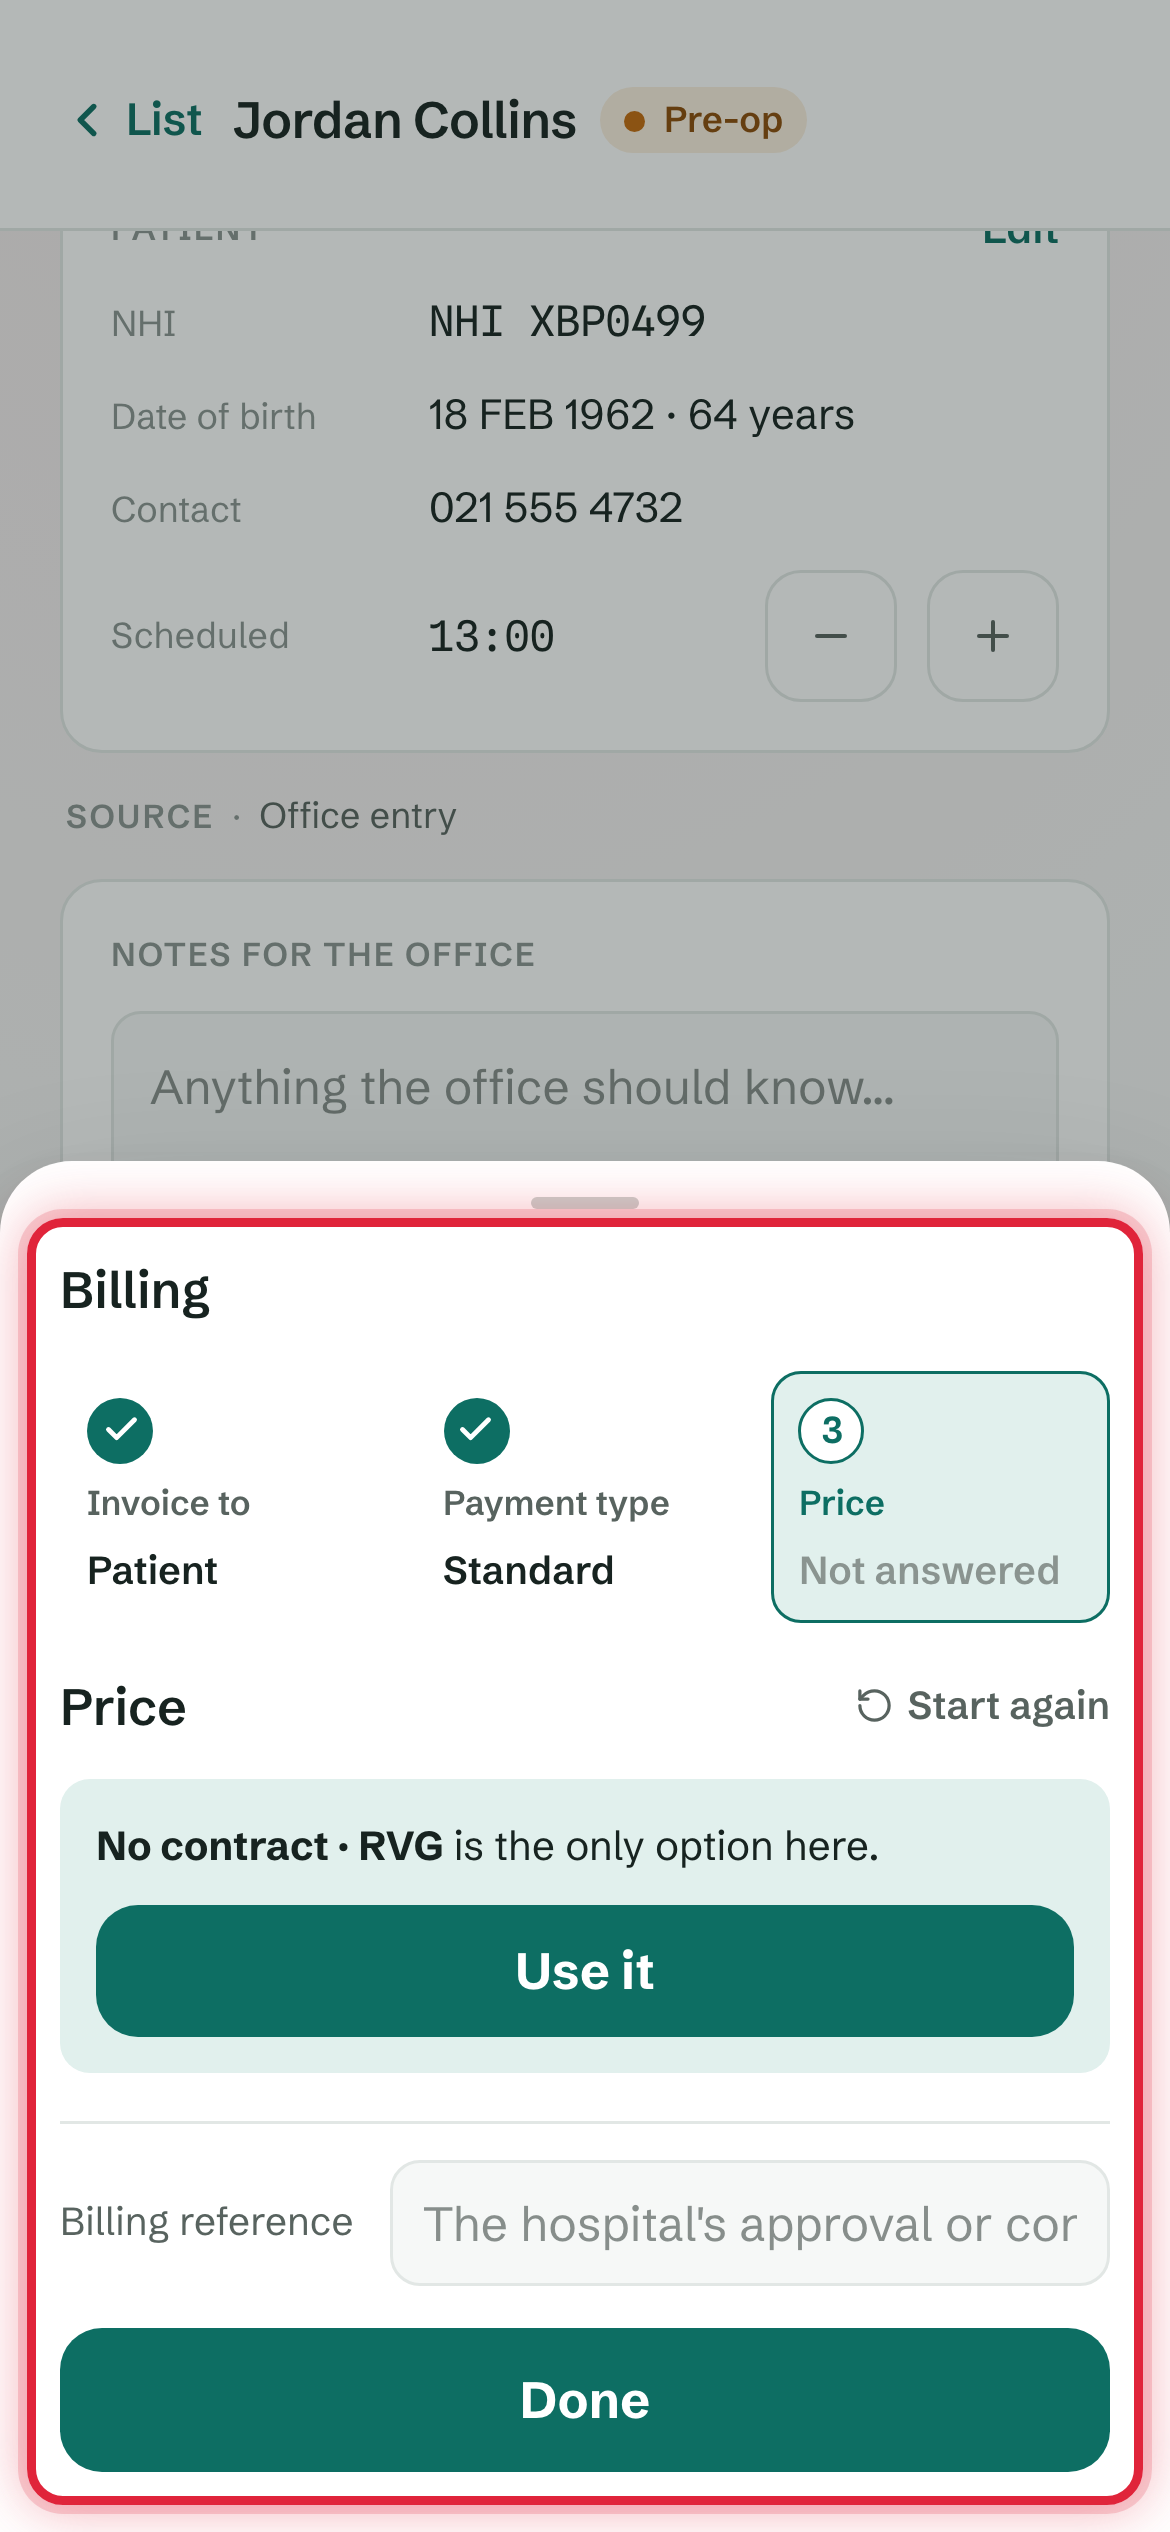 List Jordan Collins Pre-op
PATIENT Edit
NHI NHI XBP0499
Date of birth 18 FEB 1962 · 64 years
Contact 021 555 4732
Scheduled 13:00 − +
SOURCE · Office entry
NOTES FOR THE OFFICE
Anything the office should know...
Billing
3
Invoice to Payment type Price
Patient Standard Not answered
Price Start again
No contract · RVG is the only option here.
Use it
Billing reference The hospital's approval or cor
Done